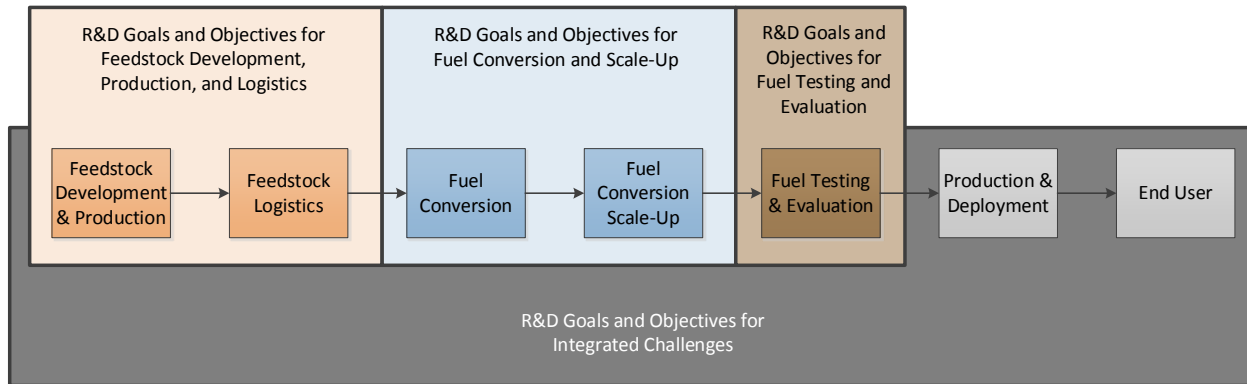 R&D Goals and Objectives for
Feedstock Development,
Production, and Logistics
R&D Goals and Objectives for
Fuel Conversion and Scale-Up
R&D Goals and
Objectives for
Fuel Testing and
Evaluation
Feedstock
Development
& Production
Feedstock
Logistics
Fuel
Conversion
Fuel
Conversion
Scale-Up
Fuel Testing
& Evaluation
Production &
Deployment
End User
R&D Goals and Objectives for
Integrated Challenges